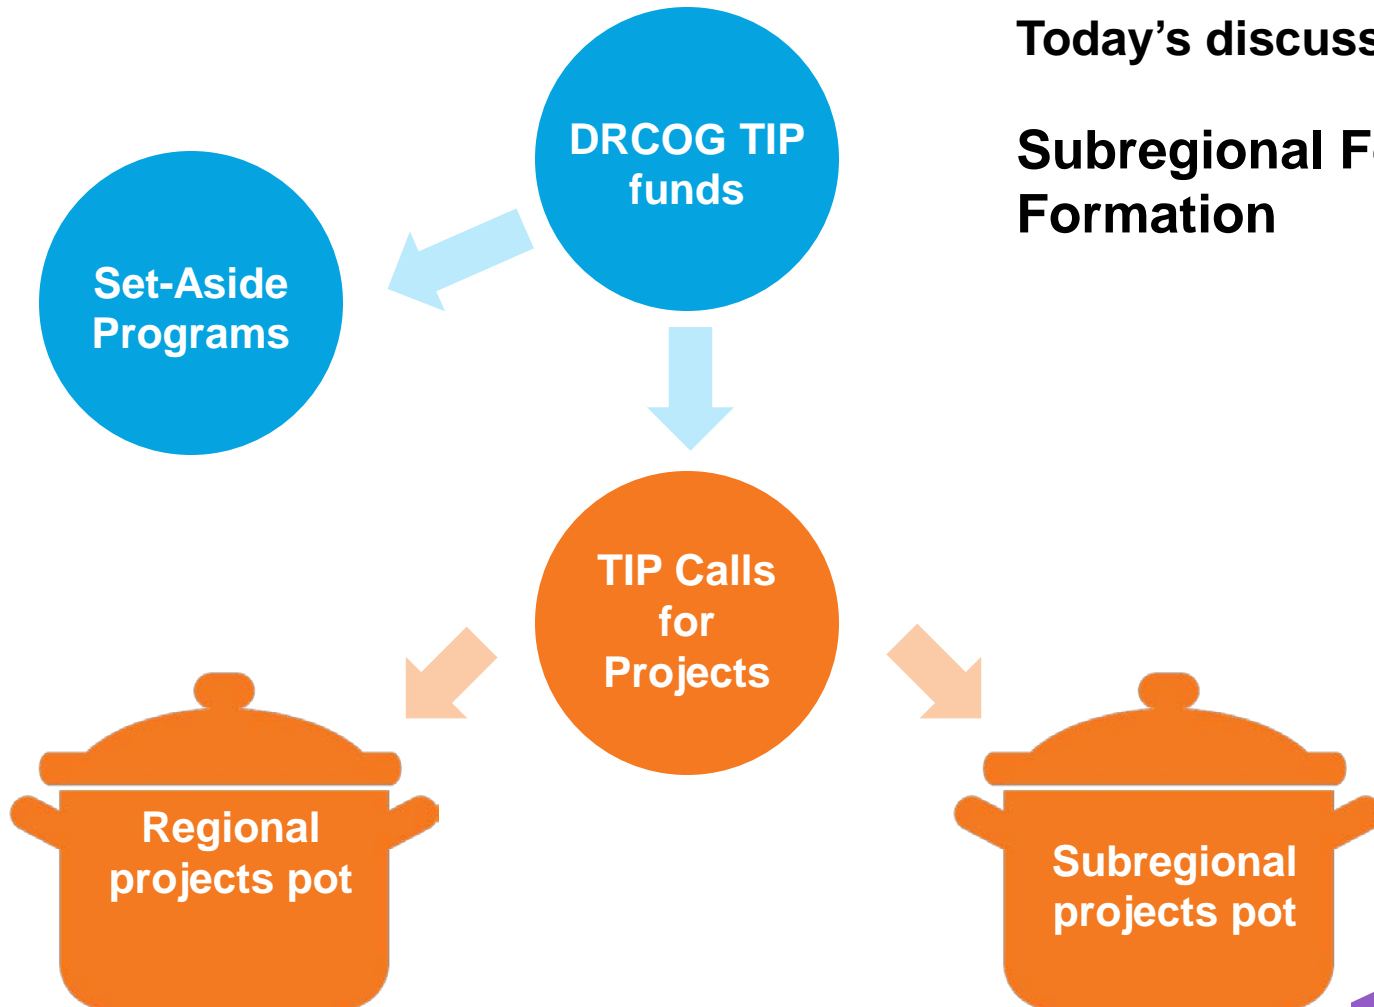 Today's discuss
Subregional F
Formation
DRCOG TIP
funds
Set-Aside
Programs
TIP Calls
for
Projects
Regional
projects pot
Subregional
projects pot